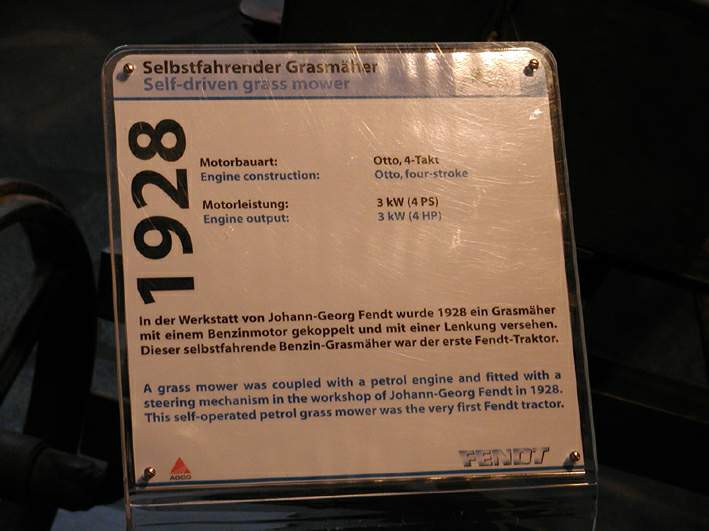 Selbstfahrender Grasmäher
Self-driven grass mower
1928
Motorbauart: Otto, 4-Takt
Engine construction: Otto, four-stroke
Motorleistung: 3 kW (4 PS)
Engine output: 3 kW (4 HP)
In der Werkstatt von Johann-Georg Fendt wurde 1928 ein Grasmäher
mit einem Benzinmotor gekoppelt und mit einer Lenkung versehen.
Dieser selbstfahrende Benzin-Grasmäher war der erste Fendt-Traktor.
A grass mower was coupled with a petrol engine and fitted with a
steering mechanism in the workshop of Johann-Georg Fendt in 1928.
This self-operated petrol grass mower was the very first Fendt tractor.
AGCO FENDT